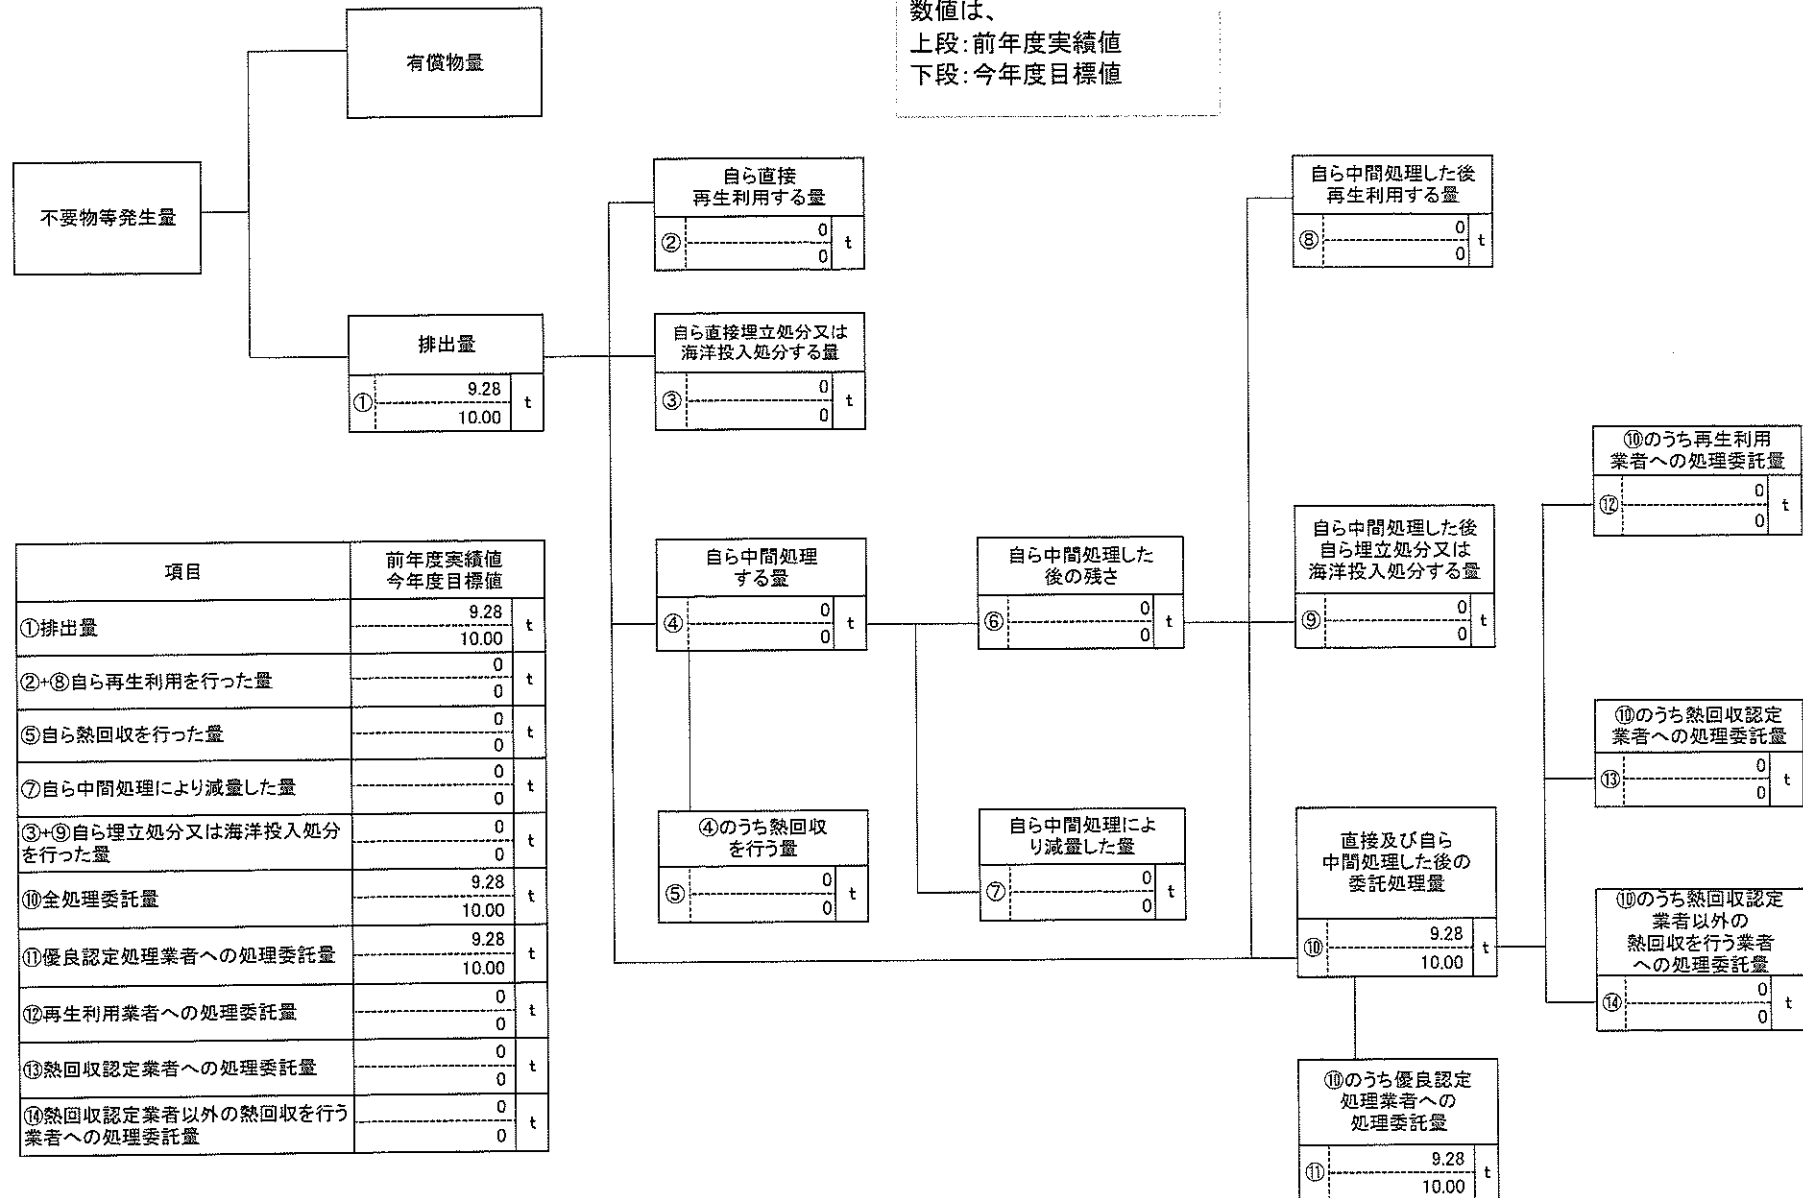 数値は、
上段：前年度実績値
下段：今年度目標値
有償物量
不要物等発生量
排出量
① 9.28 t
10.00
自ら直接
再生利用する量
② 0 t
0
自ら直接埋立処分又は
海洋投入処分する量
③ 0 t
0
自ら中間処理
する量
④ 0 t
0
④のうち熱回収
を行う量
⑤ 0 t
0
自ら中間処理した
後の残さ
⑥ 0 t
0
自ら中間処理によ
り減量した量
⑦ 0 t
0
自ら中間処理した後
再生利用する量
⑧ 0 t
0
自ら中間処理した後
自ら埋立処分又は
海洋投入処分する量
⑨ 0 t
0
直接及び自ら
中間処理した後の
委託処理量
⑩ 9.28 t
10.00
⑩のうち優良認定
処理業者への
処理委託量
⑪ 9.28 t
10.00
⑩のうち再生利用
業者への処理委託量
⑫ 0 t
0
⑩のうち熱回収認定
業者への処理委託量
⑬ 0 t
0
⑩のうち熱回収認定
業者以外の
熱回収を行う業者
への処理委託量
⑭ 0 t
0
項目
前年度実績値
今年度目標値
①排出量 9.28 t
10.00
②+⑧自ら再生利用を行った量 0 t
0
⑤自ら熱回収を行った量 0 t
0
⑦自ら中間処理により減量した量 0 t
0
③+⑨自ら埋立処分又は海洋投入処分
を行った量 0 t
0
⑩全処理委託量 9.28 t
10.00
⑪優良認定処理業者への処理委託量 9.28 t
10.00
⑫再生利用業者への処理委託量 0 t
0
⑬熱回収認定業者への処理委託量 0 t
0
⑭熱回収認定業者以外の熱回収を行う
業者への処理委託量 0 t
0